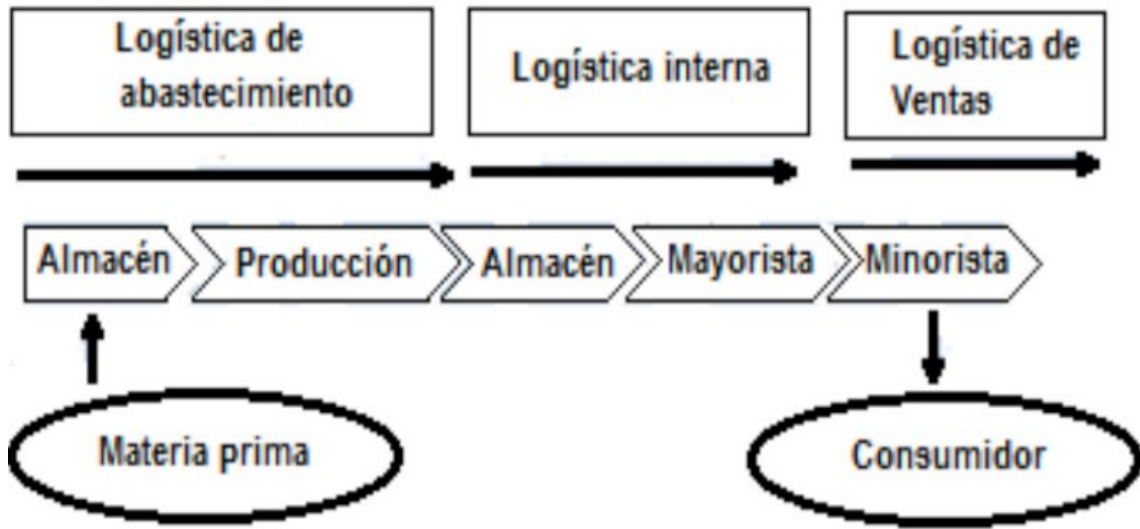 Logística de
abastecimiento
Logística interna
Logística de
Ventas
Almacén
Producción
Almacén
Mayorista
Minorista
Materia prima
Consumidor